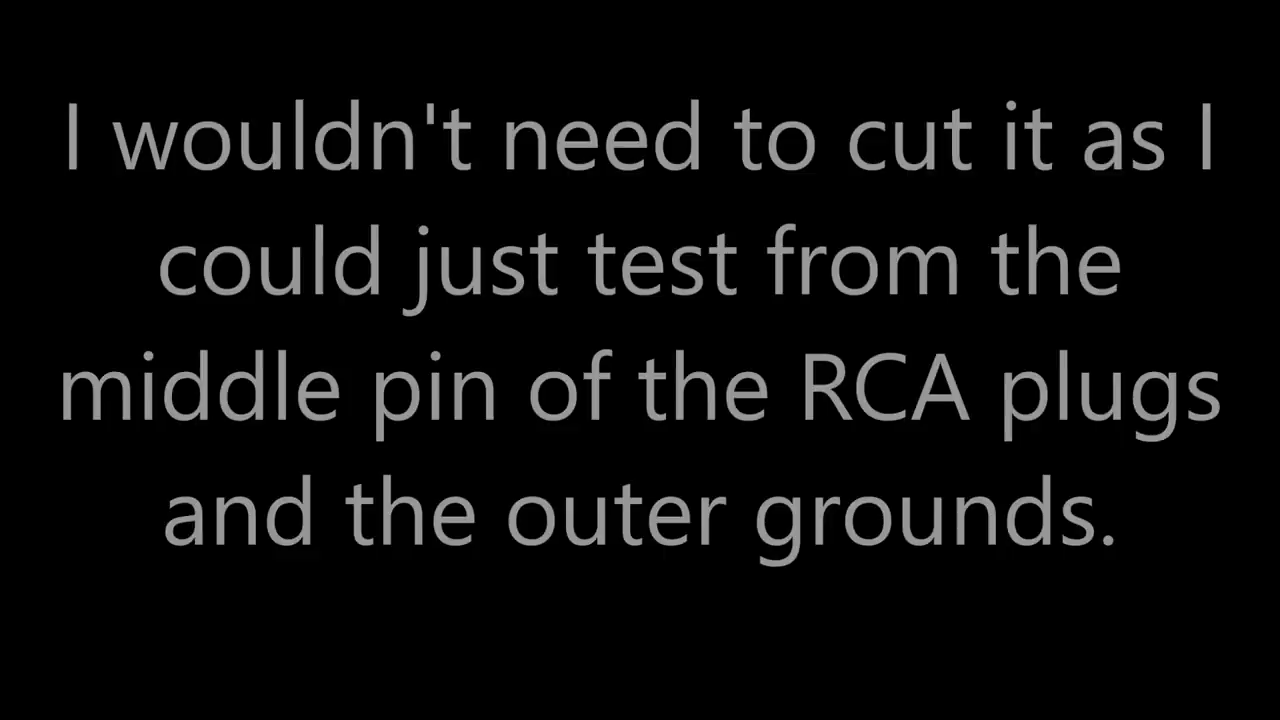 I wouldn't need to cut it as I
could just test from the
middle pin of the RCA plugs
and the outer grounds.